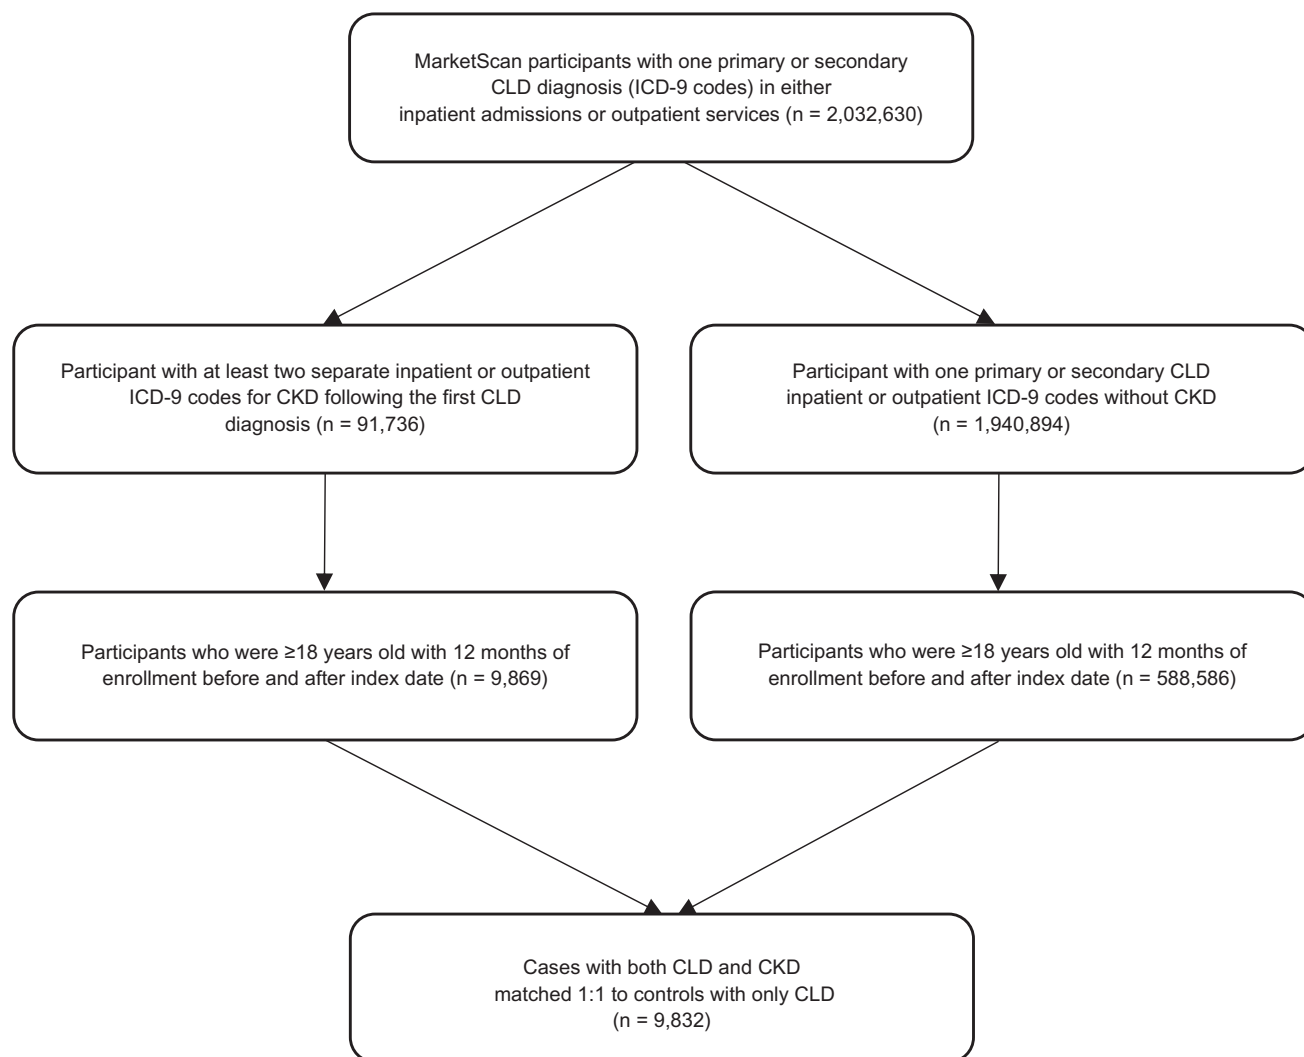 MarketScan participants with one primary or secondary
CLD diagnosis (ICD-9 codes) in either
inpatient admissions or outpatient services (n = 2,032,630)
Participant with at least two separate inpatient or outpatient
ICD-9 codes for CKD following the first CLD
diagnosis (n = 91,736)
Participant with one primary or secondary CLD
inpatient or outpatient ICD-9 codes without CKD
(n = 1,940,894)
Participants who were ≥18 years old with 12 months of
enrollment before and after index date (n = 9,869)
Participants who were ≥18 years old with 12 months of
enrollment before and after index date (n = 588,586)
Cases with both CLD and CKD
matched 1:1 to controls with only CLD
(n = 9,832)